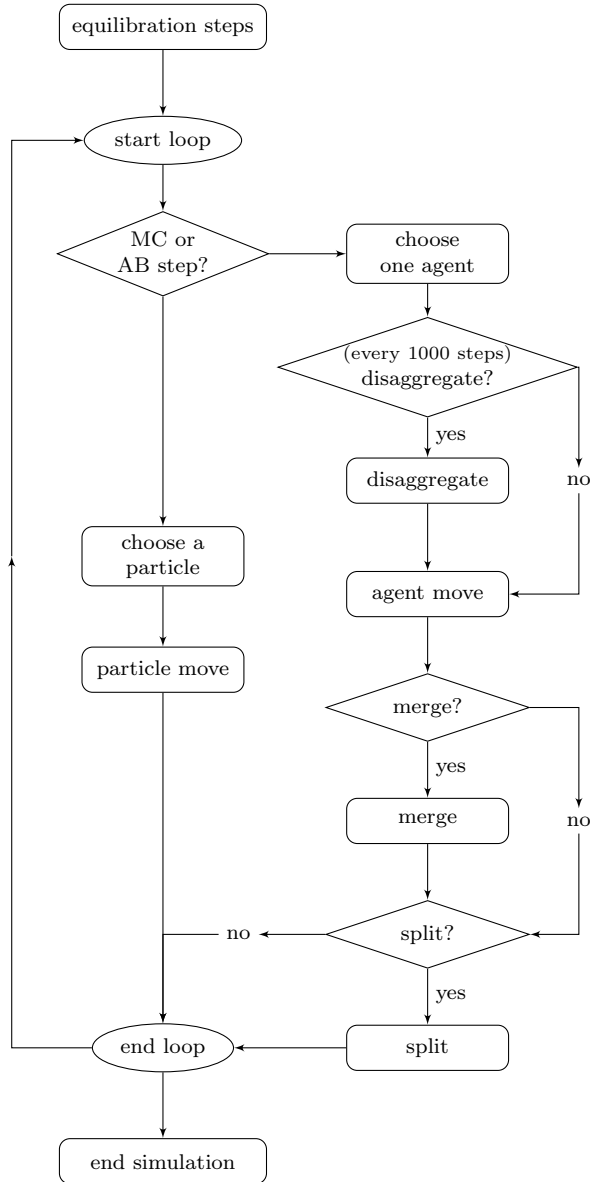 equilibration steps
start loop
MC or
AB step?
choose
one agent
(every 1000 steps)
disaggregate?
yes
disaggregate
no
choose a
particle
agent move
particle move
merge?
yes
merge
no
split?
no
yes
end loop
split
end simulation